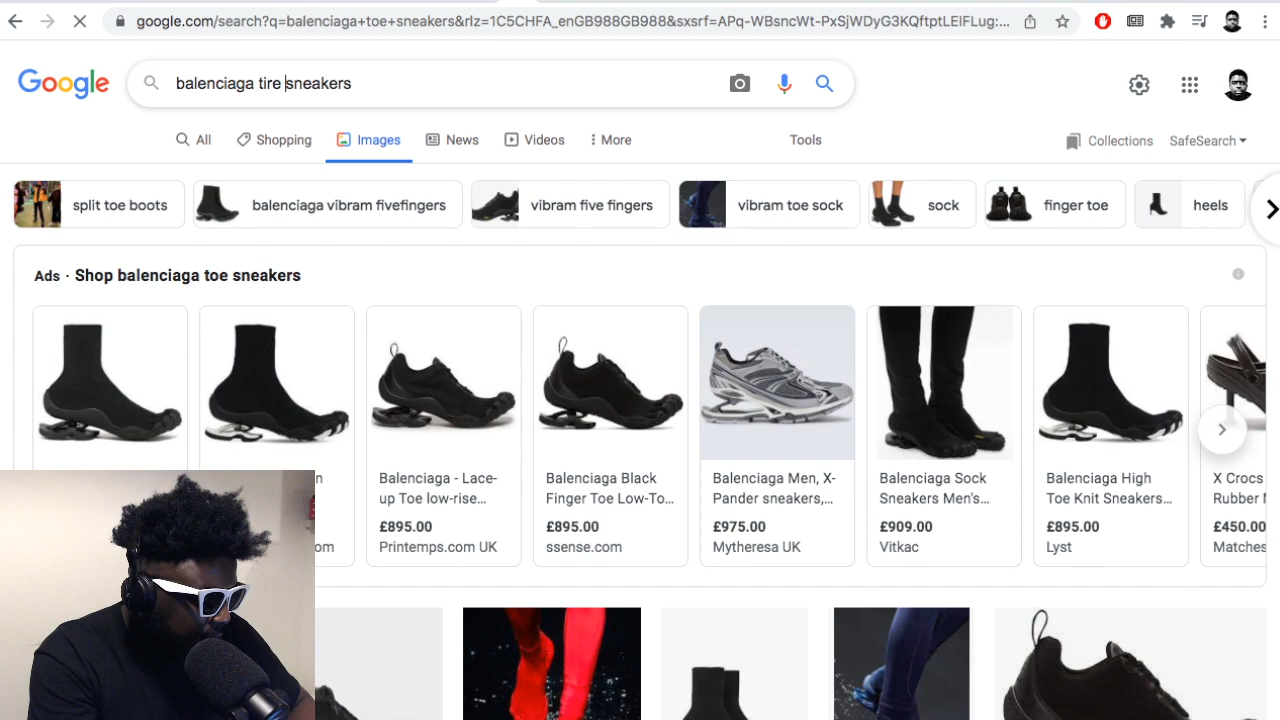 google.com/search?q=balenciaga+toe+sneakers&rlz=1C5CHFA_enGB988GB988&sxsrf=APq-WBsncWt-PxSjWDyG3KQftptLEIFLug:...
Google
balenciaga tire sneakers
All Shopping Images News Videos More Tools Collections SafeSearch
split toe boots balenciaga vibram fivefingers vibram five fingers vibram toe sock sock finger toe heels
Ads · Shop balenciaga toe sneakers
n Balenciaga - Lace- Balenciaga Black Balenciaga Men, X- Balenciaga Sock Balenciaga High X Crocs
up Toe low-rise... Finger Toe Low-To... Pander sneakers,... Sneakers Men's... Toe Knit Sneakers... Rubber
£895.00 £895.00 £975.00 £909.00 £895.00 £450.00
om Printemps.com UK ssense.com Mytheresa UK Vitkac Lyst Matches